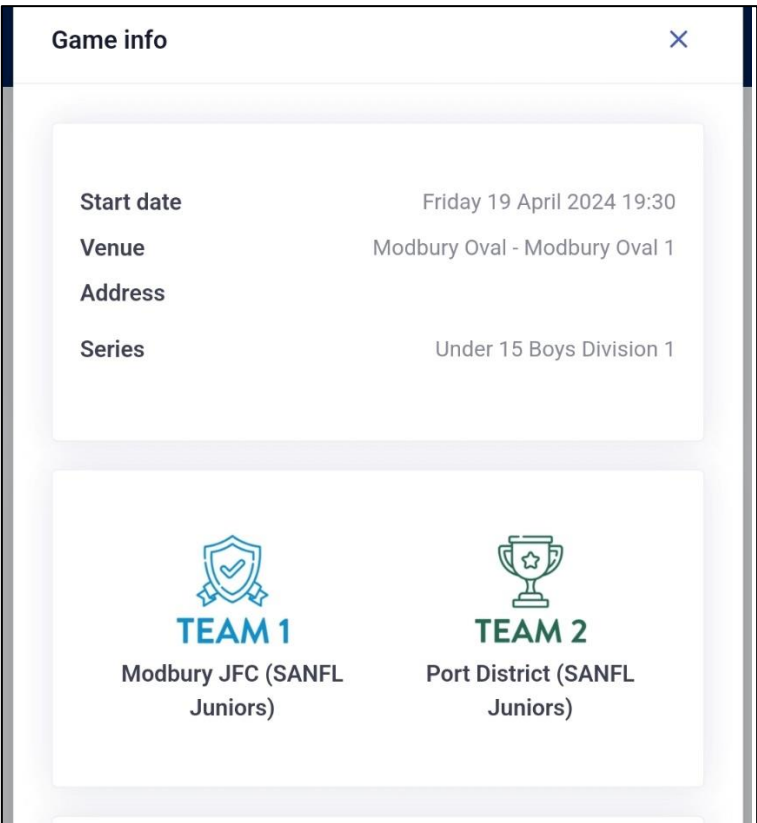 Game info
Start date Friday 19 April 2024 19:30
Venue Modbury Oval - Modbury Oval 1
Address
Series Under 15 Boys Division 1
TEAM 1 TEAM 2
Modbury JFC (SANFL Port District (SANFL
Juniors) Juniors)